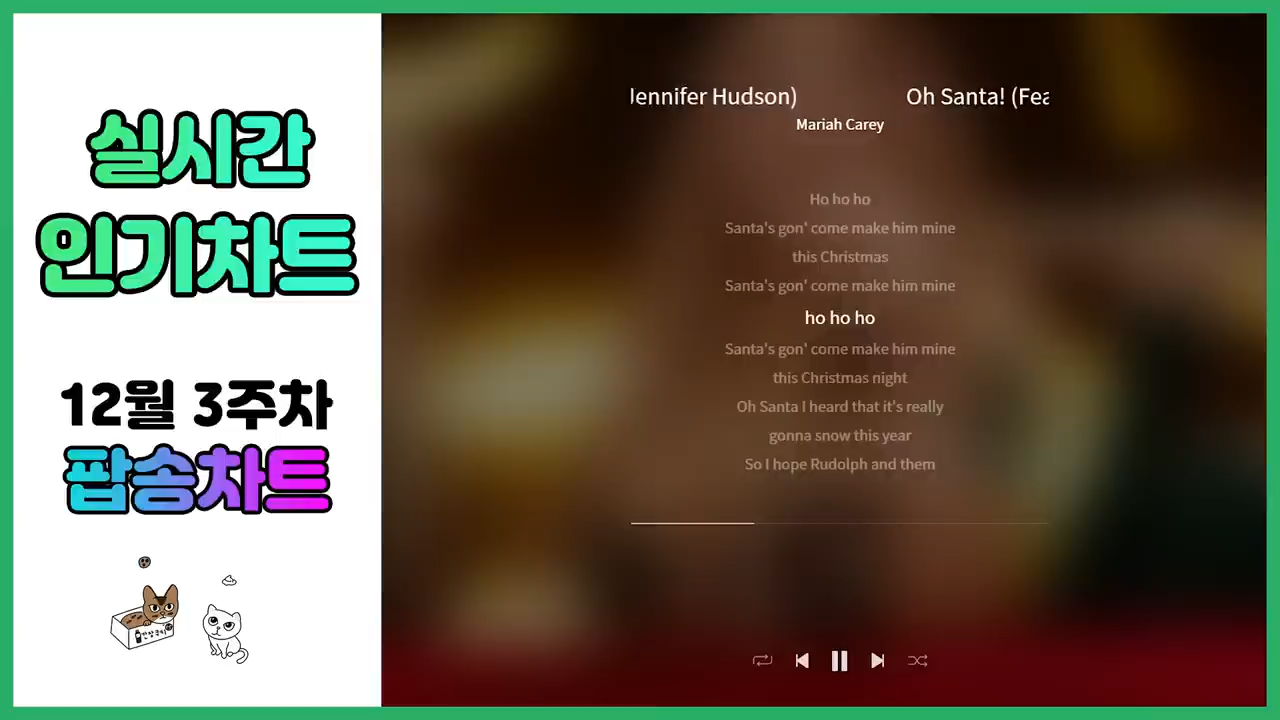 실시간
인기차트
12월 3주차
팝송차트
Jennifer Hudson) Oh Santa! (Fea
Mariah Carey
Ho ho ho
Santa's gon' come make him mine
this Christmas
Santa's gon' come make him mine
ho ho ho
Santa's gon' come make him mine
this Christmas night
Oh Santa I heard that it's really
gonna snow this year
So I hope Rudolph and them